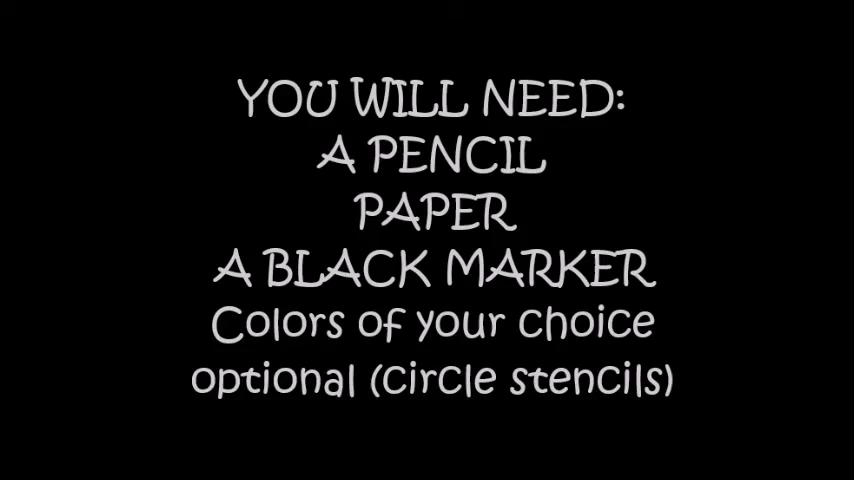 YOU WILL NEED:
A PENCIL
PAPER
A BLACK MARKER
Colors of your choice
optional (circle stencils)